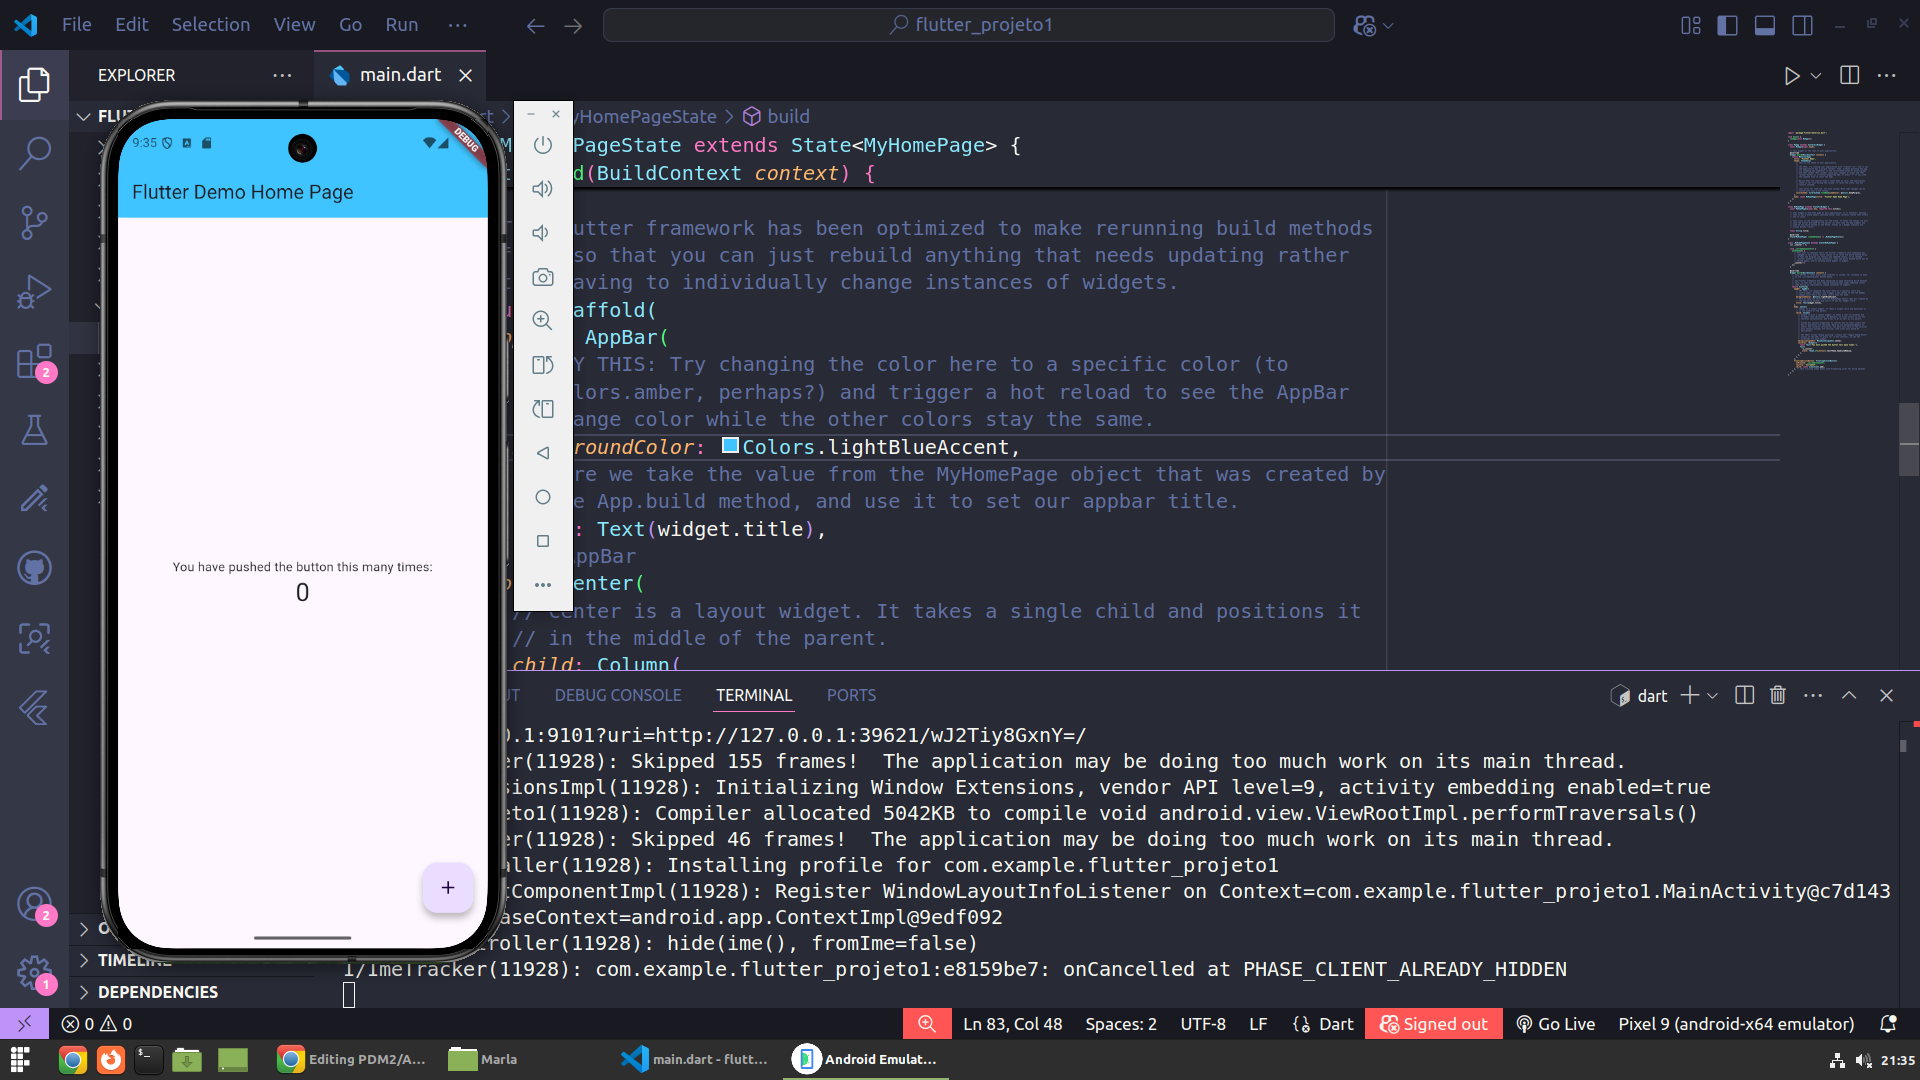 File Edit Selection View Go Run ···
flutter_projeto1
EXPLORER
main.dart
FLU
yHomePageState > build
PageState extends State<MyHomePage> {
d(BuildContext context) {
utter framework has been optimized to make rerunning build methods
so that you can just rebuild anything that needs updating rather
aving to individually change instances of widgets.
affold(
AppBar(
Y THIS: Try changing the color here to a specific color (to
lors.amber, perhaps?) and trigger a hot reload to see the AppBar
ange color while the other colors stay the same.
roundColor: Colors.lightBlueAccent,
re we take the value from the MyHomePage object that was created by
e App.build method, and use it to set our appbar title.
: Text(widget.title),
AppBar
enter(
// Center is a layout widget. It takes a single child and positions it
// in the middle of the parent.
child: Column(
9:35
DEBUG
Flutter Demo Home Page
You have pushed the button this many times:
0
+
UT DEBUG CONSOLE TERMINAL PORTS
dart
.1:9101?uri=http://127.0.0.1:39621/wJ2Tiy8GxnY=/
er(11928): Skipped 155 frames!  The application may be doing too much work on its main thread.
sionsImpl(11928): Initializing Window Extensions, vendor API level=9, activity embedding enabled=true
eto1(11928): Compiler allocated 5042KB to compile void android.view.ViewRootImpl.performTraversals()
er(11928): Skipped 46 frames!  The application may be doing too much work on its main thread.
aller(11928): Installing profile for com.example.flutter_projeto1
tComponentImpl(11928): Register WindowLayoutInfoListener on Context=com.example.flutter_projeto1.MainActivity@c7d143
aseContext=android.app.ContextImpl@9edf092
roller(11928): hide(ime(), fromIme=false)
I/ImeTracker(11928): com.example.flutter_projeto1:e8159be7: onCancelled at PHASE_CLIENT_ALREADY_HIDDEN
TIMELINE
DEPENDENCIES
2
2
1
0 0
Ln 83, Col 48 Spaces: 2 UTF-8 LF Dart Signed out Go Live Pixel 9 (android-x64 emulator)
Editing PDM2/A... Marla main.dart - flutt... Android Emulat... 21:35